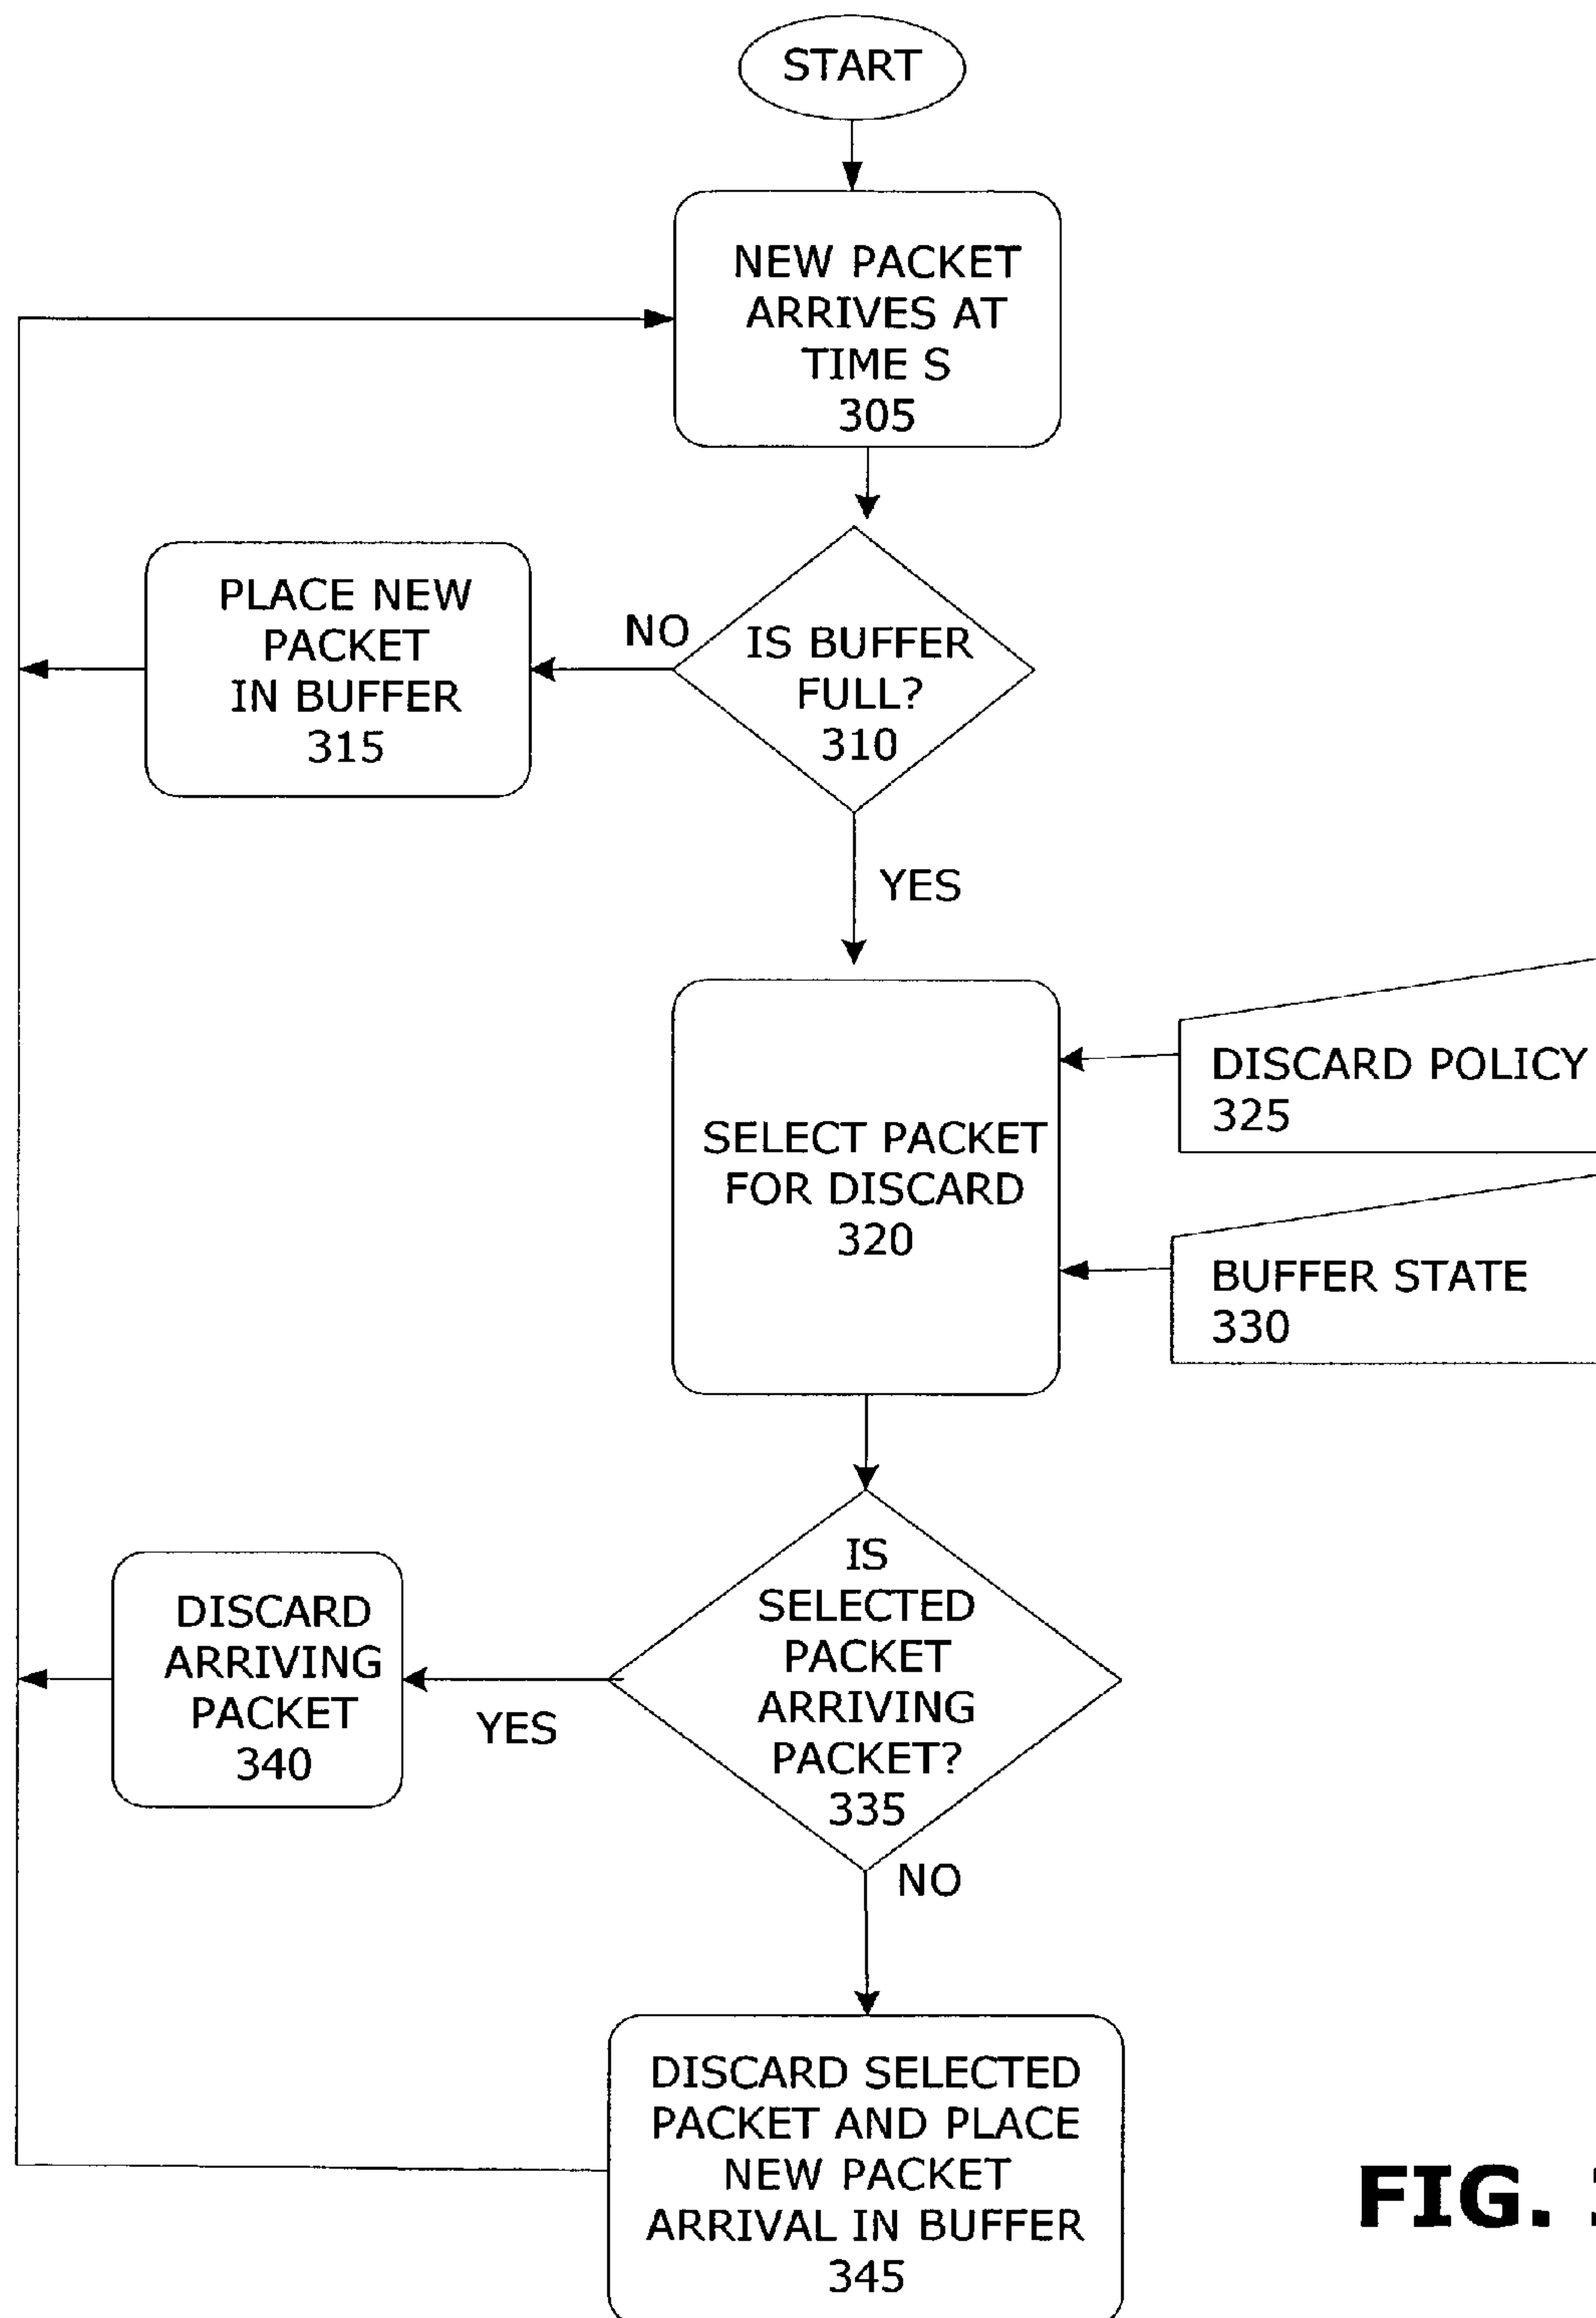 START
NEW PACKET
ARRIVES AT
TIME S
305
PLACE NEW
PACKET
IN BUFFER
315
NO
IS BUFFER
FULL?
310
YES
SELECT PACKET
FOR DISCARD
320
DISCARD POLICY
325
BUFFER STATE
330
IS
SELECTED
PACKET
ARRIVING
PACKET?
335
DISCARD
ARRIVING
PACKET
340
YES
NO
DISCARD SELECTED
PACKET AND PLACE
NEW PACKET
ARRIVAL IN BUFFER
345
FIG.